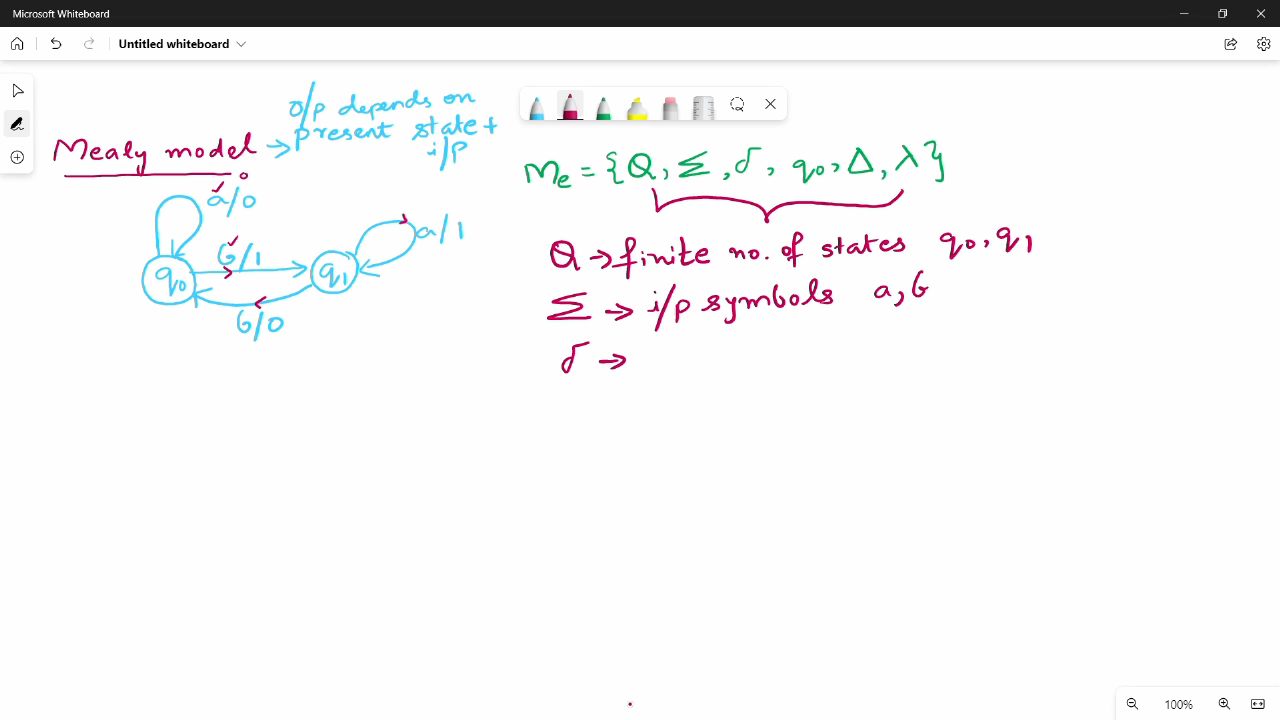 Microsoft Whiteboard
Untitled whiteboard
Mealy model →
o/p depends on
present state +
i/p
a/0
b/1
a/1
q0
q1
b/0
Me = {Q, Σ, δ, q0, Δ, λ}
Q → finite no. of states q0, q1
Σ → i/p symbols a, b
δ →
100%